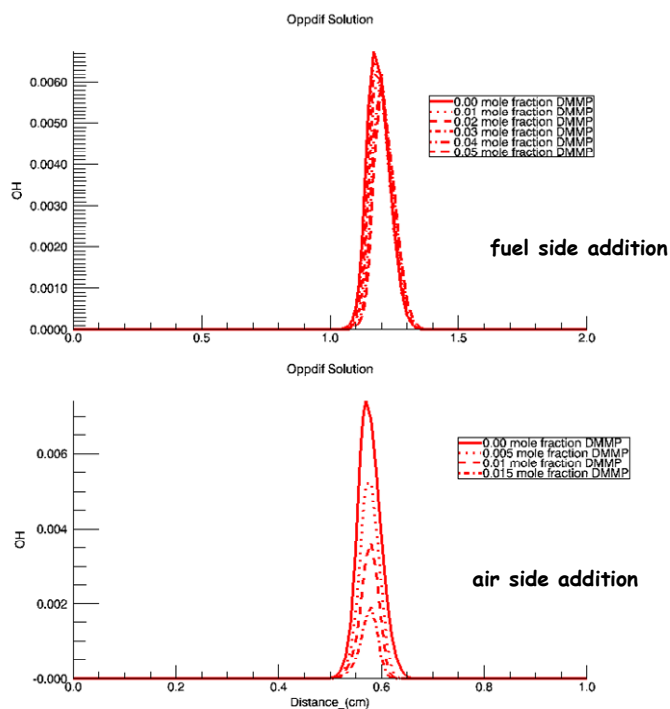 Oppdif Solution
0.0060
0.0050
0.0040
0.0030
0.0020
0.0010
0.0000
OH
0.00 mole fraction DMMP
0.01 mole fraction DMMP
0.02 mole fraction DMMP
0.03 mole fraction DMMP
0.04 mole fraction DMMP
0.05 mole fraction DMMP
fuel side addition
0.0 0.5 1.0 1.5 2.0
Oppdif Solution
0.006
0.004
0.002
-0.000
OH
0.00 mole fraction DMMP
0.005 mole fraction DMMP
0.01 mole fraction DMMP
0.015 mole fraction DMMP
air side addition
0.0 0.2 0.4 0.6 0.8 1.0
Distance_(cm)